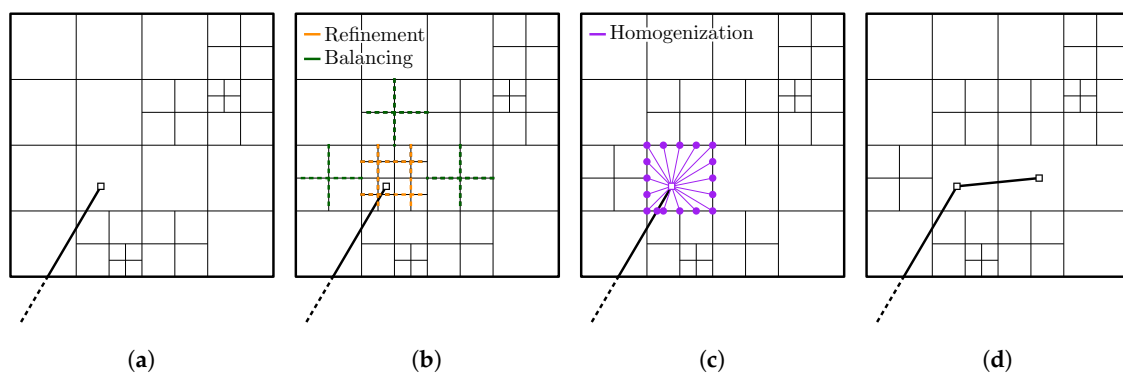 Refinement
Balancing
Homogenization
(a)
(b)
(c)
(d)